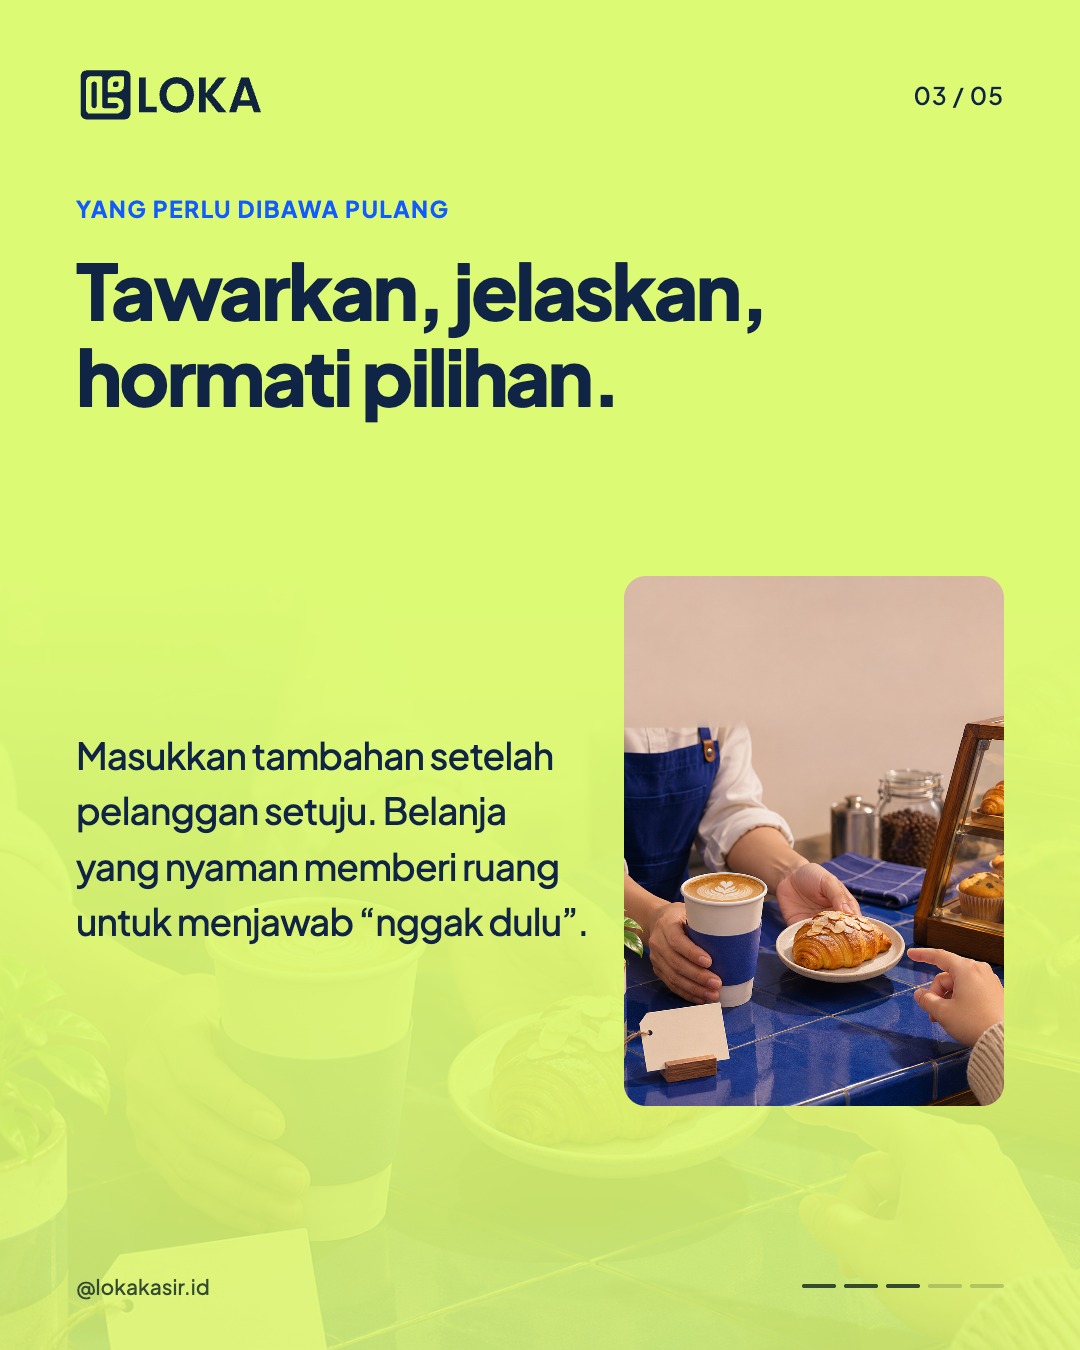 LOKA
03 / 05
YANG PERLU DIBAWA PULANG
Tawarkan, jelaskan,
hormati pilihan.
Masukkan tambahan setelah
pelanggan setuju. Belanja
yang nyaman memberi ruang
untuk menjawab “nggak dulu”.
@lokakasir.id